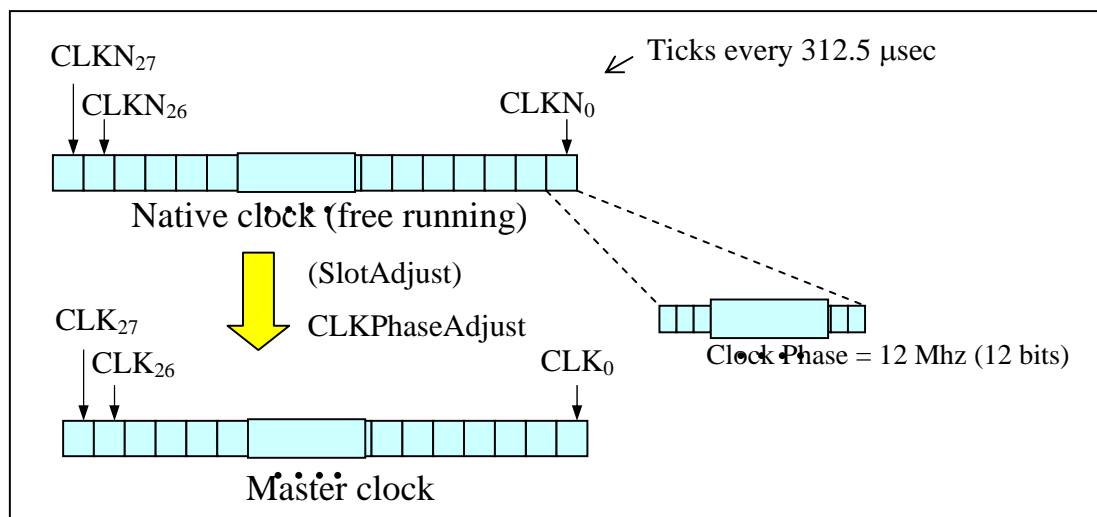 CLKN27
Ticks every 312.5 μsec
CLKN26
CLKN0
Native clock (free running)
(SlotAdjust)
CLKPhaseAdjust
CLK27
CLK26
CLK0
Clock Phase = 12 Mhz (12 bits)
Master clock